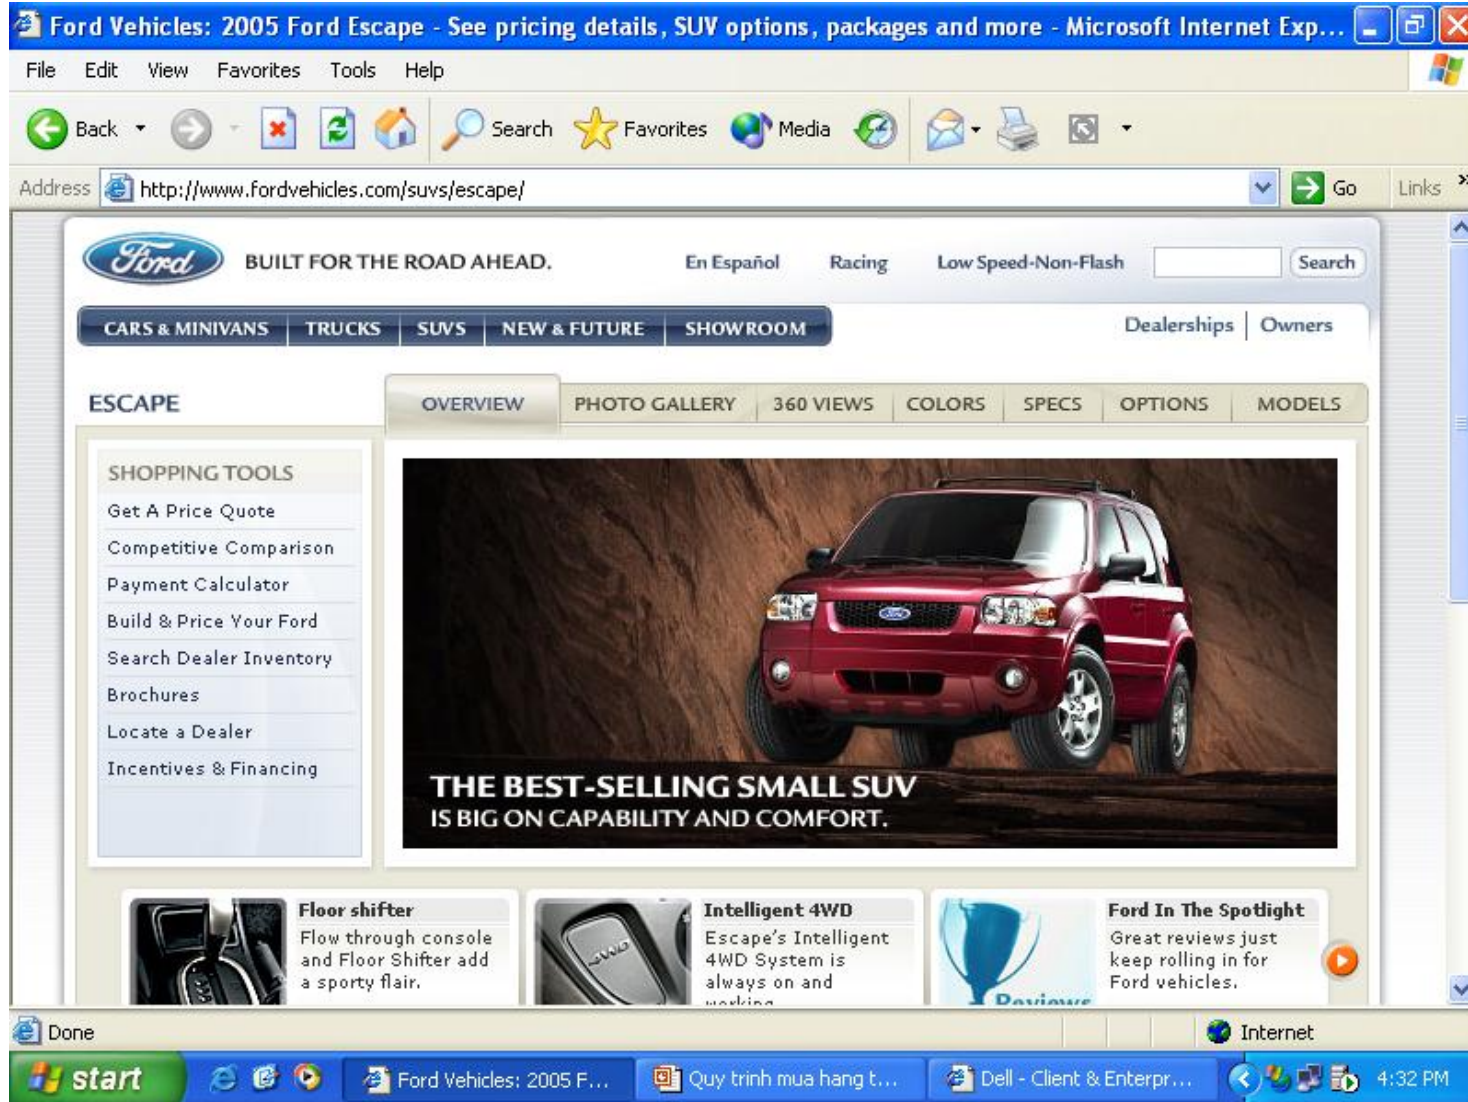 Ford Vehicles: 2005 Ford Escape - See pricing details, SUV options, packages and more - Microsoft Internet Exp...
File Edit View Favorites Tools Help
Back Search Favorites Media
Address http://www.fordvehicles.com/suvs/escape/ Go Links »
Ford BUILT FOR THE ROAD AHEAD. En Español Racing Low Speed-Non-Flash Search
CARS & MINIVANS TRUCKS SUVS NEW & FUTURE SHOWROOM Dealerships Owners
ESCAPE OVERVIEW PHOTO GALLERY 360 VIEWS COLORS SPECS OPTIONS MODELS
SHOPPING TOOLS
Get A Price Quote
Competitive Comparison
Payment Calculator
Build & Price Your Ford
Search Dealer Inventory
Brochures
Locate a Dealer
Incentives & Financing
Ford
THE BEST-SELLING SMALL SUV
IS BIG ON CAPABILITY AND COMFORT.
Floor shifter
Flow through console
and Floor Shifter add
a sporty flair.
4WD
Intelligent 4WD
Escape's Intelligent
4WD System is
always on and
working
Reviews
Ford In The Spotlight
Great reviews just
keep rolling in for
Ford vehicles.
Done Internet
start Ford Vehicles: 2005 F... Quy trinh mua hang t... Dell - Client & Enterpr... 4:32 PM